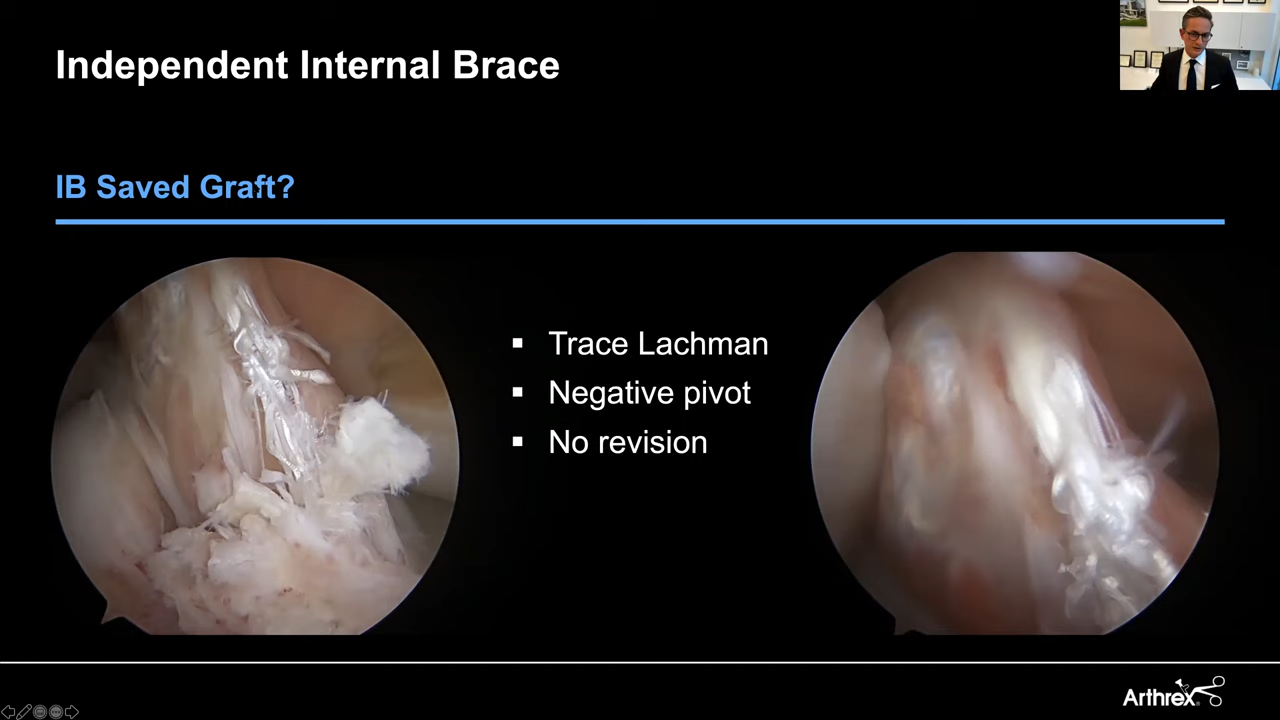 Independent Internal Brace
IB Saved Graft?
▪ Trace Lachman
▪ Negative pivot
▪ No revision
Arthrex®